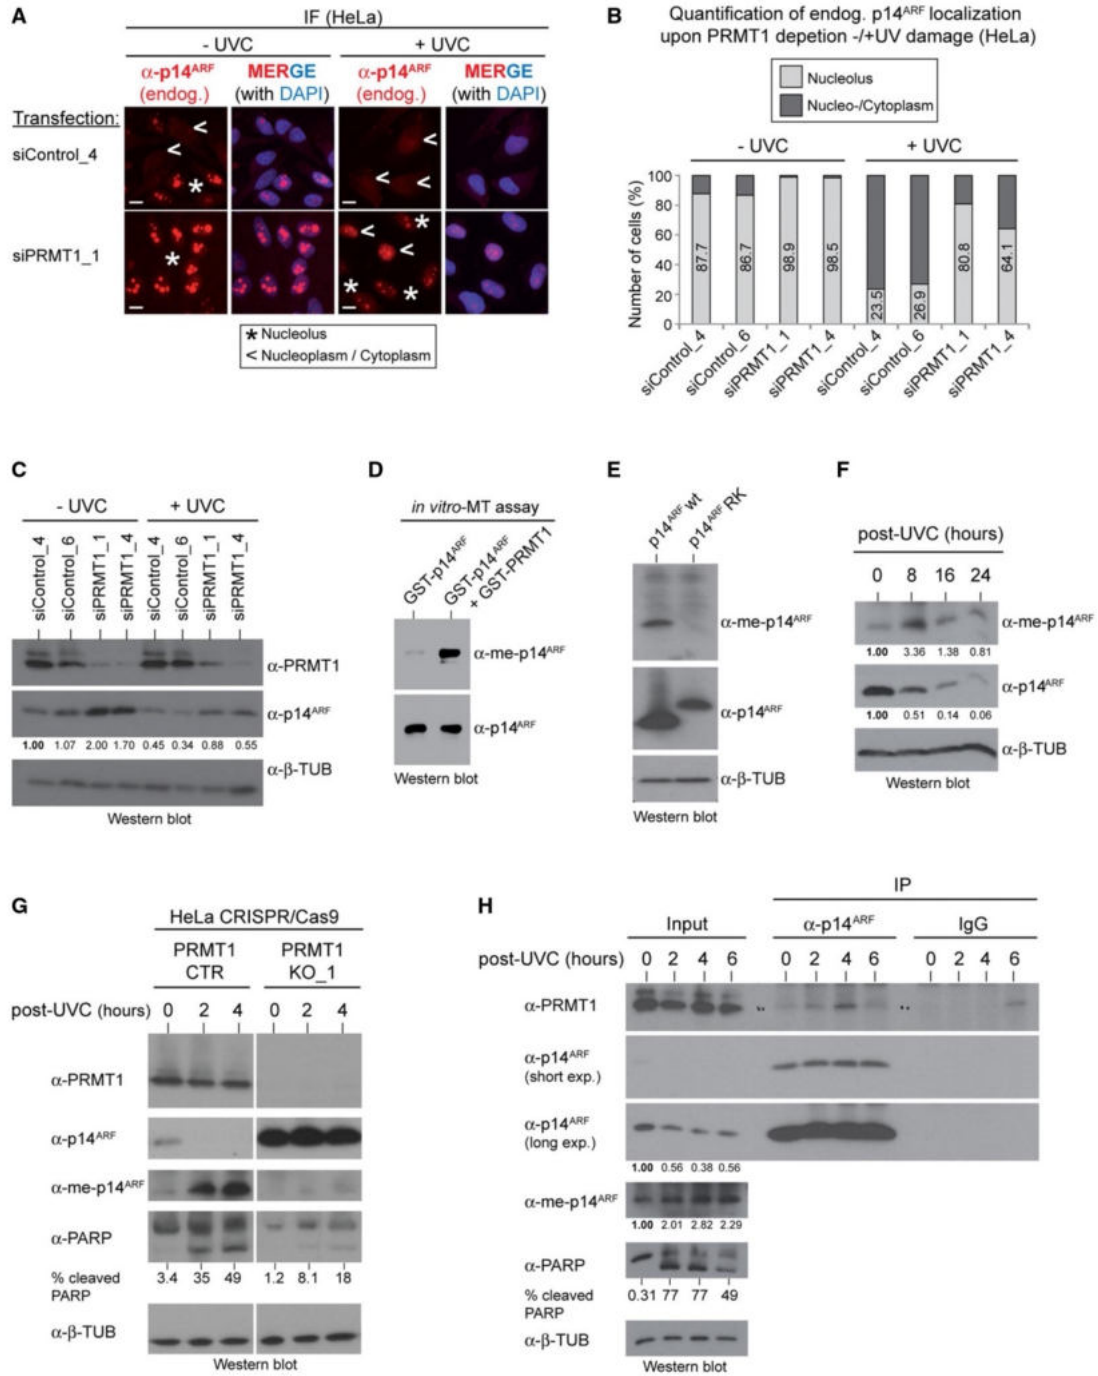 A
IF (HeLa)
- UVC + UVC
α-p14ARF MERGE α-p14ARF MERGE
(endog.) (with DAPI) (endog.) (with DAPI)
Transfection:
siControl_4
siPRMT1_1
* Nucleolus
< Nucleoplasm / Cytoplasm
B
Quantification of endog. p14ARF localization
upon PRMT1 depetion -/+UV damage (HeLa)
Nucleolus
Nucleo-/Cytoplasm
- UVC + UVC
Number of cells (%)
100
80
60
40
20
0
87.7 86.7 98.9 98.5 23.5 26.9 80.8 64.1
siControl_4 siControl_6 siPRMT1_1 siPRMT1_4 siControl_4 siControl_6 siPRMT1_1 siPRMT1_4
C
- UVC + UVC
siControl_4 siControl_6 siPRMT1_1 siPRMT1_4 siControl_4 siControl_6 siPRMT1_1 siPRMT1_4
α-PRMT1
α-p14ARF
1.00 1.07 2.00 1.70 0.45 0.34 0.88 0.55
α-β-TUB
Western blot
D
in vitro-MT assay
GST-p14ARF
GST-p14ARF
+ GST-PRMT1
α-me-p14ARF
α-p14ARF
Western blot
E
p14ARF wt
p14ARF RK
α-me-p14ARF
α-p14ARF
α-β-TUB
Western blot
F
post-UVC (hours)
0 8 16 24
α-me-p14ARF
1.00 3.36 1.38 0.81
α-p14ARF
1.00 0.51 0.14 0.06
α-β-TUB
Western blot
G
HeLa CRISPR/Cas9
PRMT1 PRMT1
CTR KO_1
post-UVC (hours) 0 2 4 0 2 4
α-PRMT1
α-p14ARF
α-me-p14ARF
α-PARP
% cleaved 3.4 35 49 1.2 8.1 18
PARP
α-β-TUB
Western blot
H
IP
Input α-p14ARF IgG
post-UVC (hours) 0 2 4 6 0 2 4 6 0 2 4 6
α-PRMT1
α-p14ARF
(short exp.)
α-p14ARF
(long exp.)
1.00 0.56 0.38 0.56
α-me-p14ARF
1.00 2.01 2.82 2.29
α-PARP
% cleaved 0.31 77 77 49
PARP
α-β-TUB
Western blot